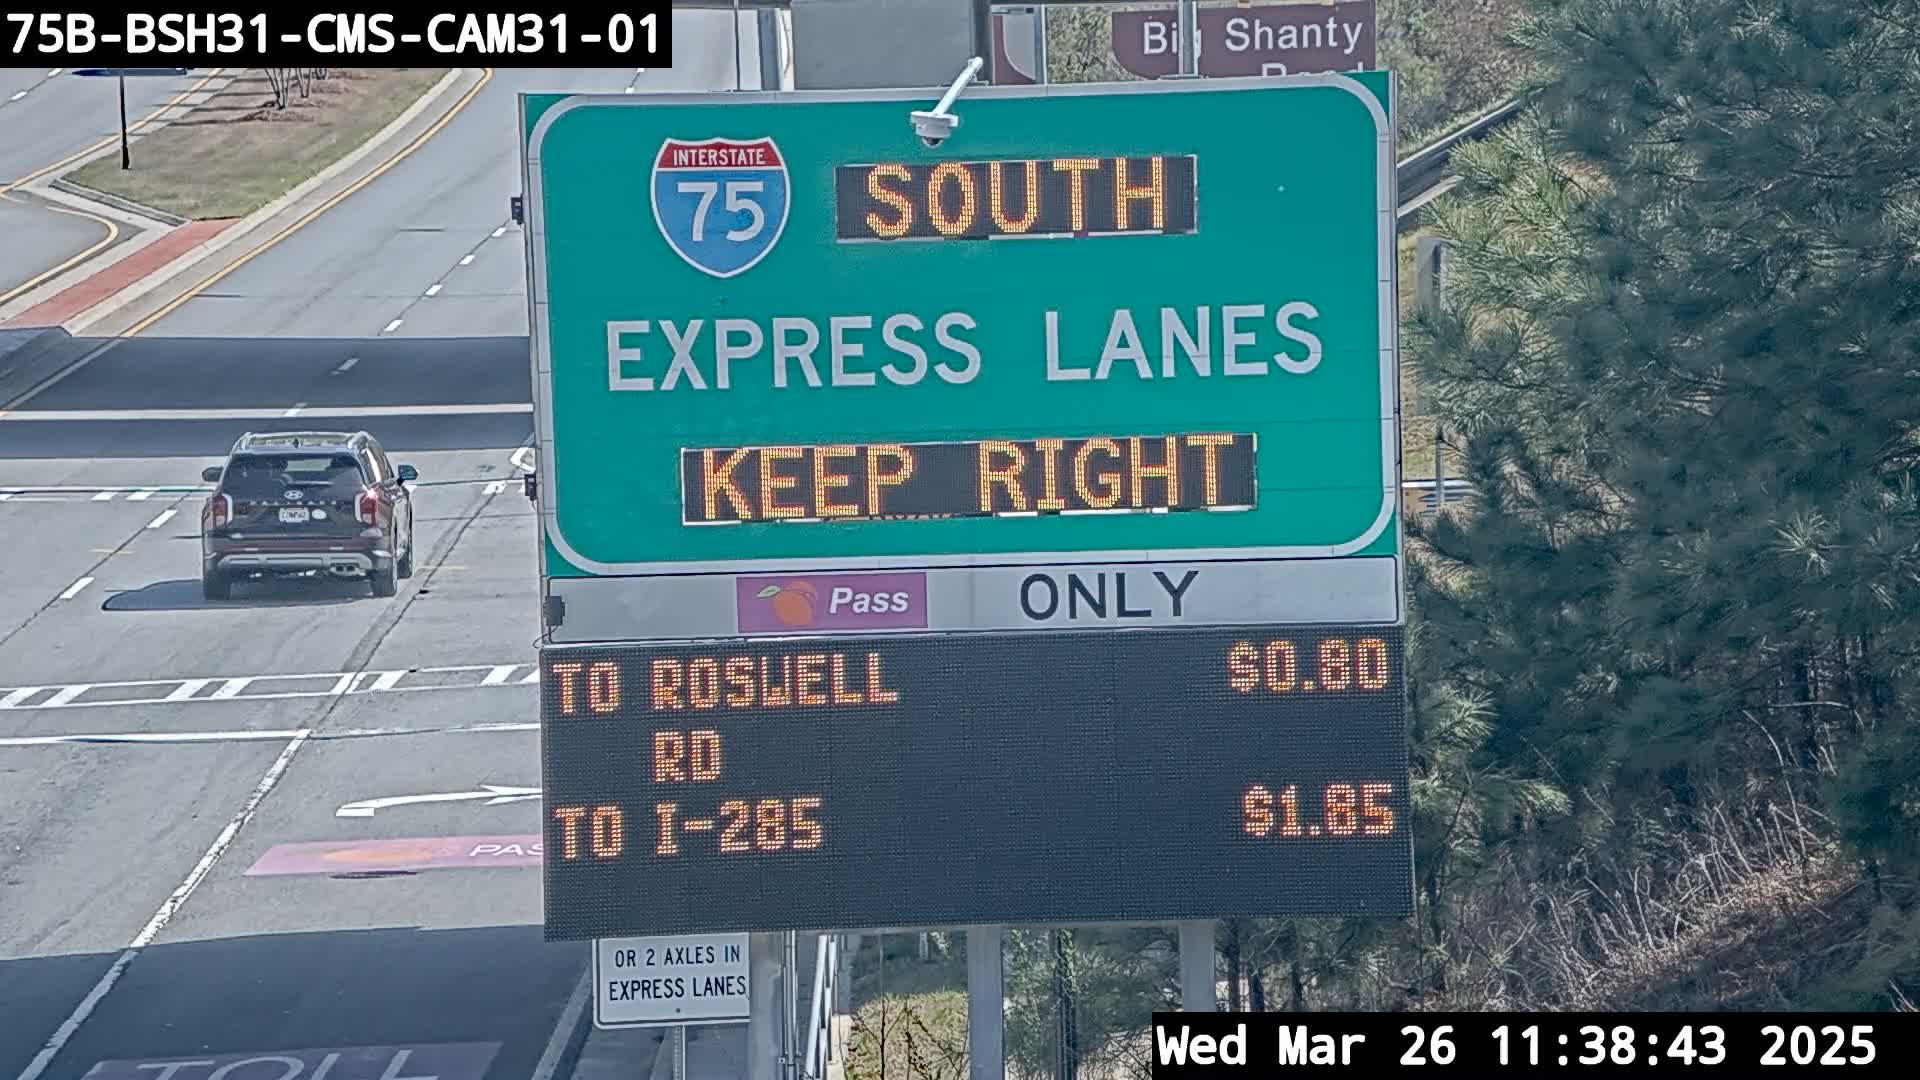 75B-BSH31-CMS-CAM31-01
Big Shanty
Road
INTERSTATE
75
SOUTH
EXPRESS LANES
KEEP RIGHT
Pass ONLY
TO ROSWELL $0.80
RD
TO I-285 $1.85
PAS
OR 2 AXLES IN
EXPRESS LANES
TOLL
Wed Mar 26 11:38:43 2025